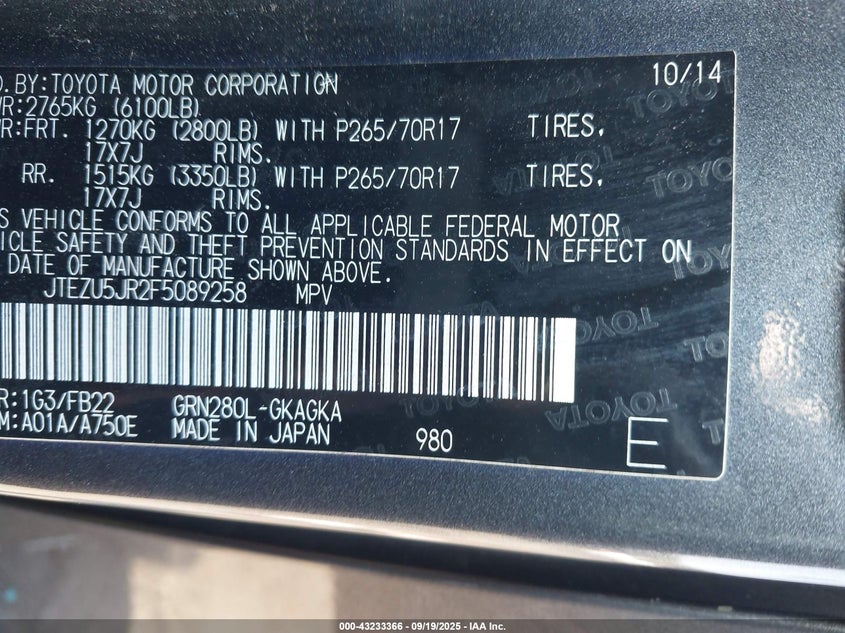 D.BY:TOYOTA MOTOR CORPORATION 10/14
WR:2765KG (6100LB)
WR:FRT. 1270KG (2800LB) WITH P265/70R17 TIRES,
17X7J RIMS.
RR. 1515KG (3350LB) WITH P265/70R17 TIRES,
17X7J RIMS.
S VEHICLE CONFORMS TO ALL APPLICABLE FEDERAL MOTOR
ICLE SAFETY AND THEFT PREVENTION STANDARDS IN EFFECT ON
DATE OF MANUFACTURE SHOWN ABOVE.
JTEZU5JR2F5089258 MPV
R:1G3/FB22 GRN280L-GKAGKA
M:A01A/A750E MADE IN JAPAN 980 E
TOYOTA
000-43233366 - 09/19/2025 - IAA Inc.